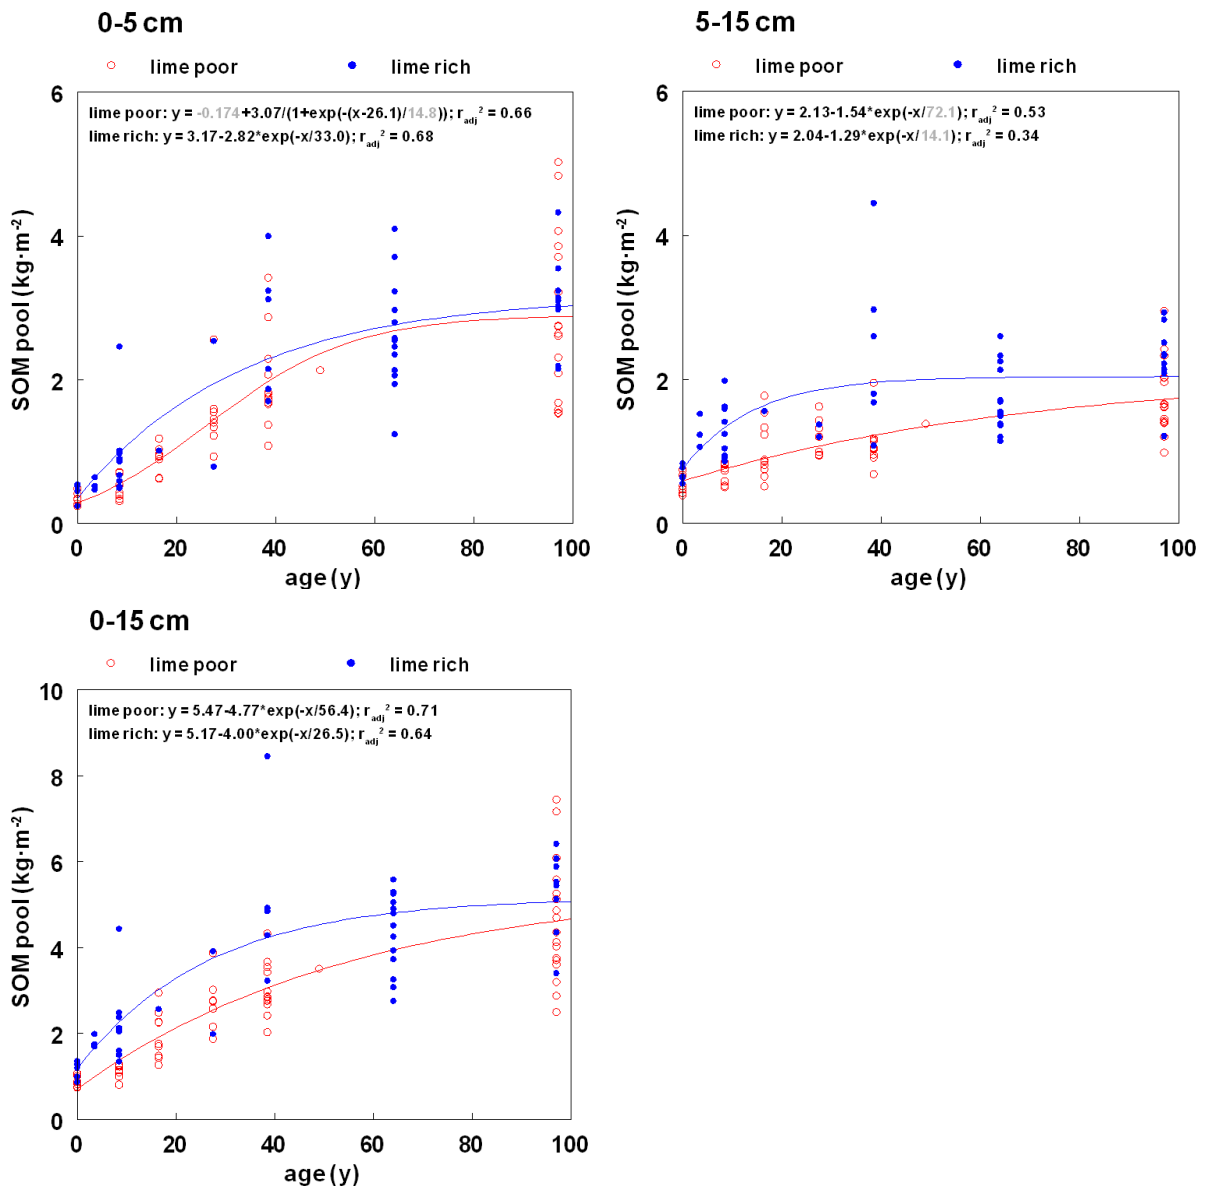 0-5 cm
lime poor lime rich
6
lime poor: y = -0.174+3.07/(1+exp(-(x-26.1)/14.8)); r_adj² = 0.66
lime rich: y = 3.17-2.82*exp(-x/33.0); r_adj² = 0.68
4
2
0
SOM pool (kg·m⁻²)
0 20 40 60 80 100
age (y)
5-15 cm
lime poor lime rich
6
lime poor: y = 2.13-1.54*exp(-x/72.1); r_adj² = 0.53
lime rich: y = 2.04-1.29*exp(-x/14.1); r_adj² = 0.34
4
2
0
SOM pool (kg·m⁻²)
0 20 40 60 80 100
age (y)
0-15 cm
lime poor lime rich
10
lime poor: y = 5.47-4.77*exp(-x/56.4); r_adj² = 0.71
lime rich: y = 5.17-4.00*exp(-x/26.5); r_adj² = 0.64
8
6
4
2
0
SOM pool (kg·m⁻²)
0 20 40 60 80 100
age (y)